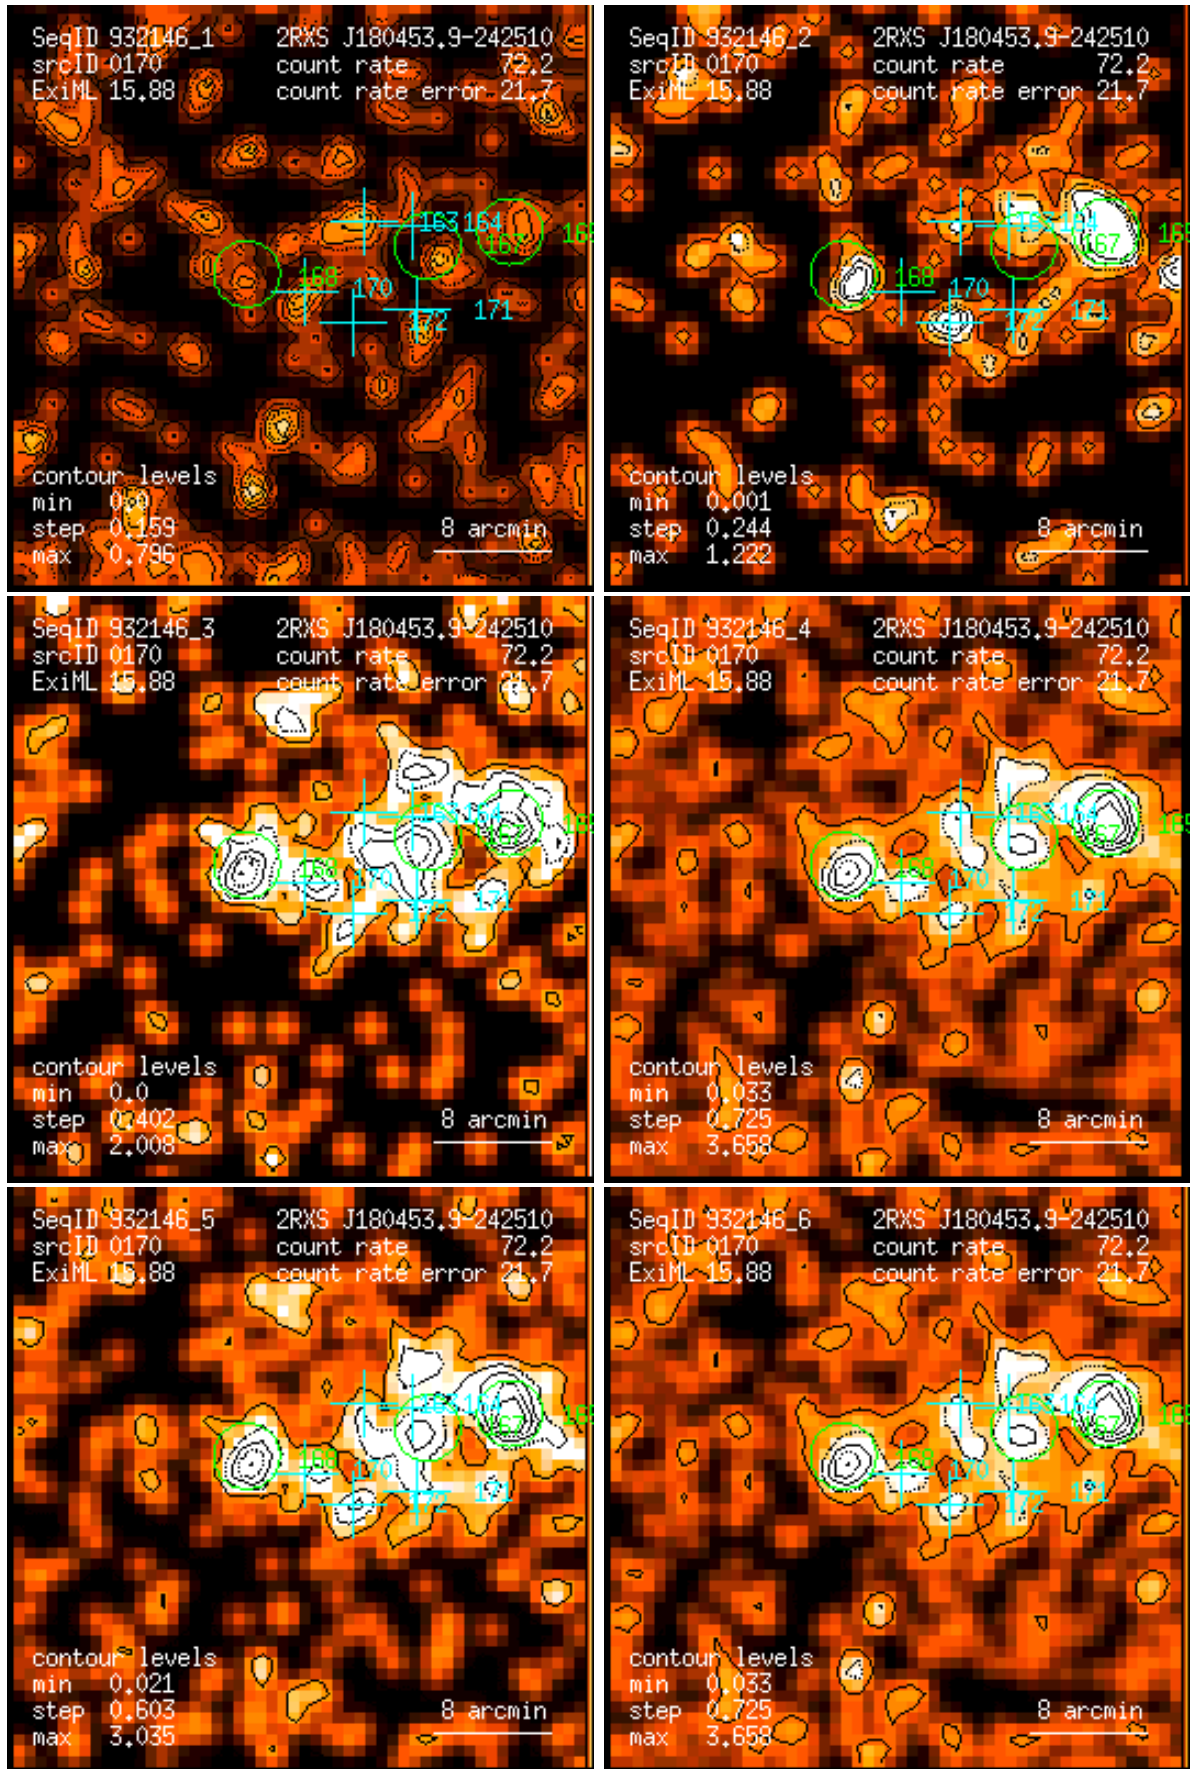 SeqID 932146_1 2RXS J180453.9-242510
srcID 0170 count rate 72.2
ExiML 15.88 count rate error 21.7
163 164
167 169
168
170
171
172
contour levels
min 0.0
step 0.159 8 arcmin
max 0.796
SeqID 932146_2 2RXS J180453.9-242510
srcID 0170 count rate 72.2
ExiML 15.88 count rate error 21.7
163 164
167
168
170
171
172
contour levels
min 0.001
step 0.244 8 arcmin
max 1.222
SeqID 932146_3 2RXS J180453.9-242510
srcID 0170 count rate 72.2
ExiML 15.88 count rate error 21.7
163 164
167
168
170
171
172
contour levels
min 0.0
step 0.402 8 arcmin
max 2.008
SeqID 932146_4 2RXS J180453.9-242510
srcID 0170 count rate 72.2
ExiML 15.88 count rate error 21.7
163 164
167
168
170
171
172
contour levels
min 0.033
step 0.725 8 arcmin
max 3.658
SeqID 932146_5 2RXS J180453.9-242510
srcID 0170 count rate 72.2
ExiML 15.88 count rate error 21.7
163 164
167
168
170
171
172
contour levels
min 0.021
step 0.603 8 arcmin
max 3.035
SeqID 932146_6 2RXS J180453.9-242510
srcID 0170 count rate 72.2
ExiML 15.88 count rate error 21.7
163 164
167
168
170
171
172
contour levels
min 0.033
step 0.725 8 arcmin
max 3.658